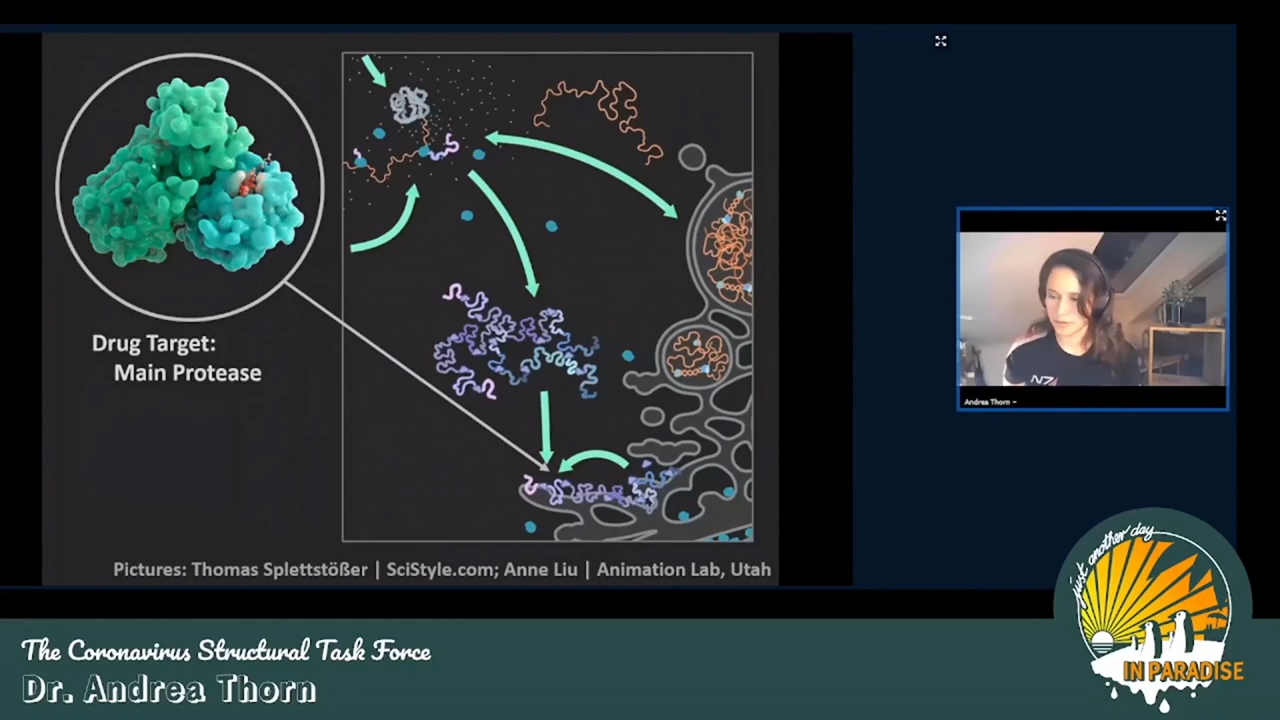 Drug Target:
Main Protease
Pictures: Thomas Splettstößer | SciStyle.com; Anne Liu | Animation Lab, Utah
N7
Andrea Thorn
just another day
IN PARADISE
The Coronavirus Structural Task Force
Dr. Andrea Thorn